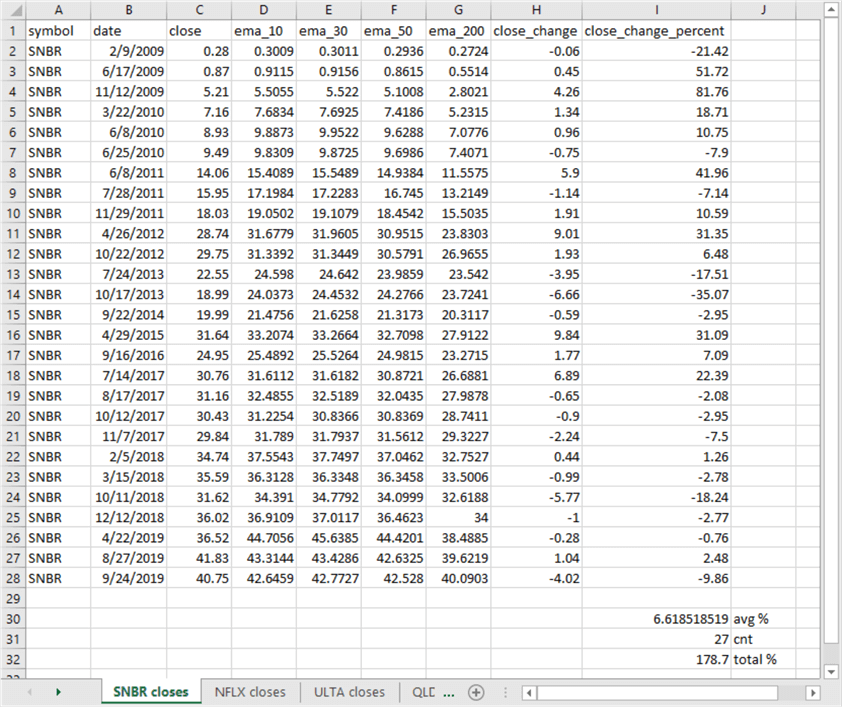 A B C D E F G H I J
1 symbol date close ema_10 ema_30 ema_50 ema_200 close_change close_change_percent
2 SNBR 2/9/2009 0.28 0.3009 0.3011 0.2936 0.2724 -0.06 -21.42
3 SNBR 6/17/2009 0.87 0.9115 0.9156 0.8615 0.5514 0.45 51.72
4 SNBR 11/12/2009 5.21 5.5055 5.522 5.1008 2.8021 4.26 81.76
5 SNBR 3/22/2010 7.16 7.6834 7.6925 7.4186 5.2315 1.34 18.71
6 SNBR 6/8/2010 8.93 9.8873 9.9522 9.6288 7.0776 0.96 10.75
7 SNBR 6/25/2010 9.49 9.8309 9.8725 9.6986 7.4071 -0.75 -7.9
8 SNBR 6/8/2011 14.06 15.4089 15.5489 14.9384 11.5575 5.9 41.96
9 SNBR 7/28/2011 15.95 17.1984 17.2283 16.745 13.2149 -1.14 -7.14
10 SNBR 11/29/2011 18.03 19.0502 19.1079 18.4542 15.5035 1.91 10.59
11 SNBR 4/26/2012 28.74 31.6779 31.9605 30.9515 23.8303 9.01 31.35
12 SNBR 10/22/2012 29.75 31.3392 31.3449 30.5791 26.9655 1.93 6.48
13 SNBR 7/24/2013 22.55 24.598 24.642 23.9859 23.542 -3.95 -17.51
14 SNBR 10/17/2013 18.99 24.0373 24.4532 24.2766 23.7241 -6.66 -35.07
15 SNBR 9/22/2014 19.99 21.4756 21.6258 21.3173 20.3117 -0.59 -2.95
16 SNBR 4/29/2015 31.64 33.2074 33.2664 32.7098 27.9122 9.84 31.09
17 SNBR 9/16/2016 24.95 25.4892 25.5264 24.9815 23.2715 1.77 7.09
18 SNBR 7/14/2017 30.76 31.6112 31.6182 30.8721 26.6881 6.89 22.39
19 SNBR 8/17/2017 31.16 32.4855 32.5189 32.0435 27.9878 -0.65 -2.08
20 SNBR 10/12/2017 30.43 31.2254 30.8366 30.8369 28.7411 -0.9 -2.95
21 SNBR 11/7/2017 29.84 31.789 31.7937 31.5612 29.3227 -2.24 -7.5
22 SNBR 2/5/2018 34.74 37.5543 37.7497 37.0462 32.7527 0.44 1.26
23 SNBR 3/15/2018 35.59 36.3128 36.3348 36.3458 33.5006 -0.99 -2.78
24 SNBR 10/11/2018 31.62 34.391 34.7792 34.0999 32.6188 -5.77 -18.24
25 SNBR 12/12/2018 36.02 36.9109 37.0117 36.4623 34 -1 -2.77
26 SNBR 4/22/2019 36.52 44.7056 45.6385 44.4201 38.4885 -0.28 -0.76
27 SNBR 8/27/2019 41.83 43.3144 43.4286 42.6325 39.6219 1.04 2.48
28 SNBR 9/24/2019 40.75 42.6459 42.7727 42.528 40.0903 -4.02 -9.86
29
30 6.618518519 avg %
31 27 cnt
32 178.7 total %
SNBR closes NFLX closes ULTA closes QLD ...